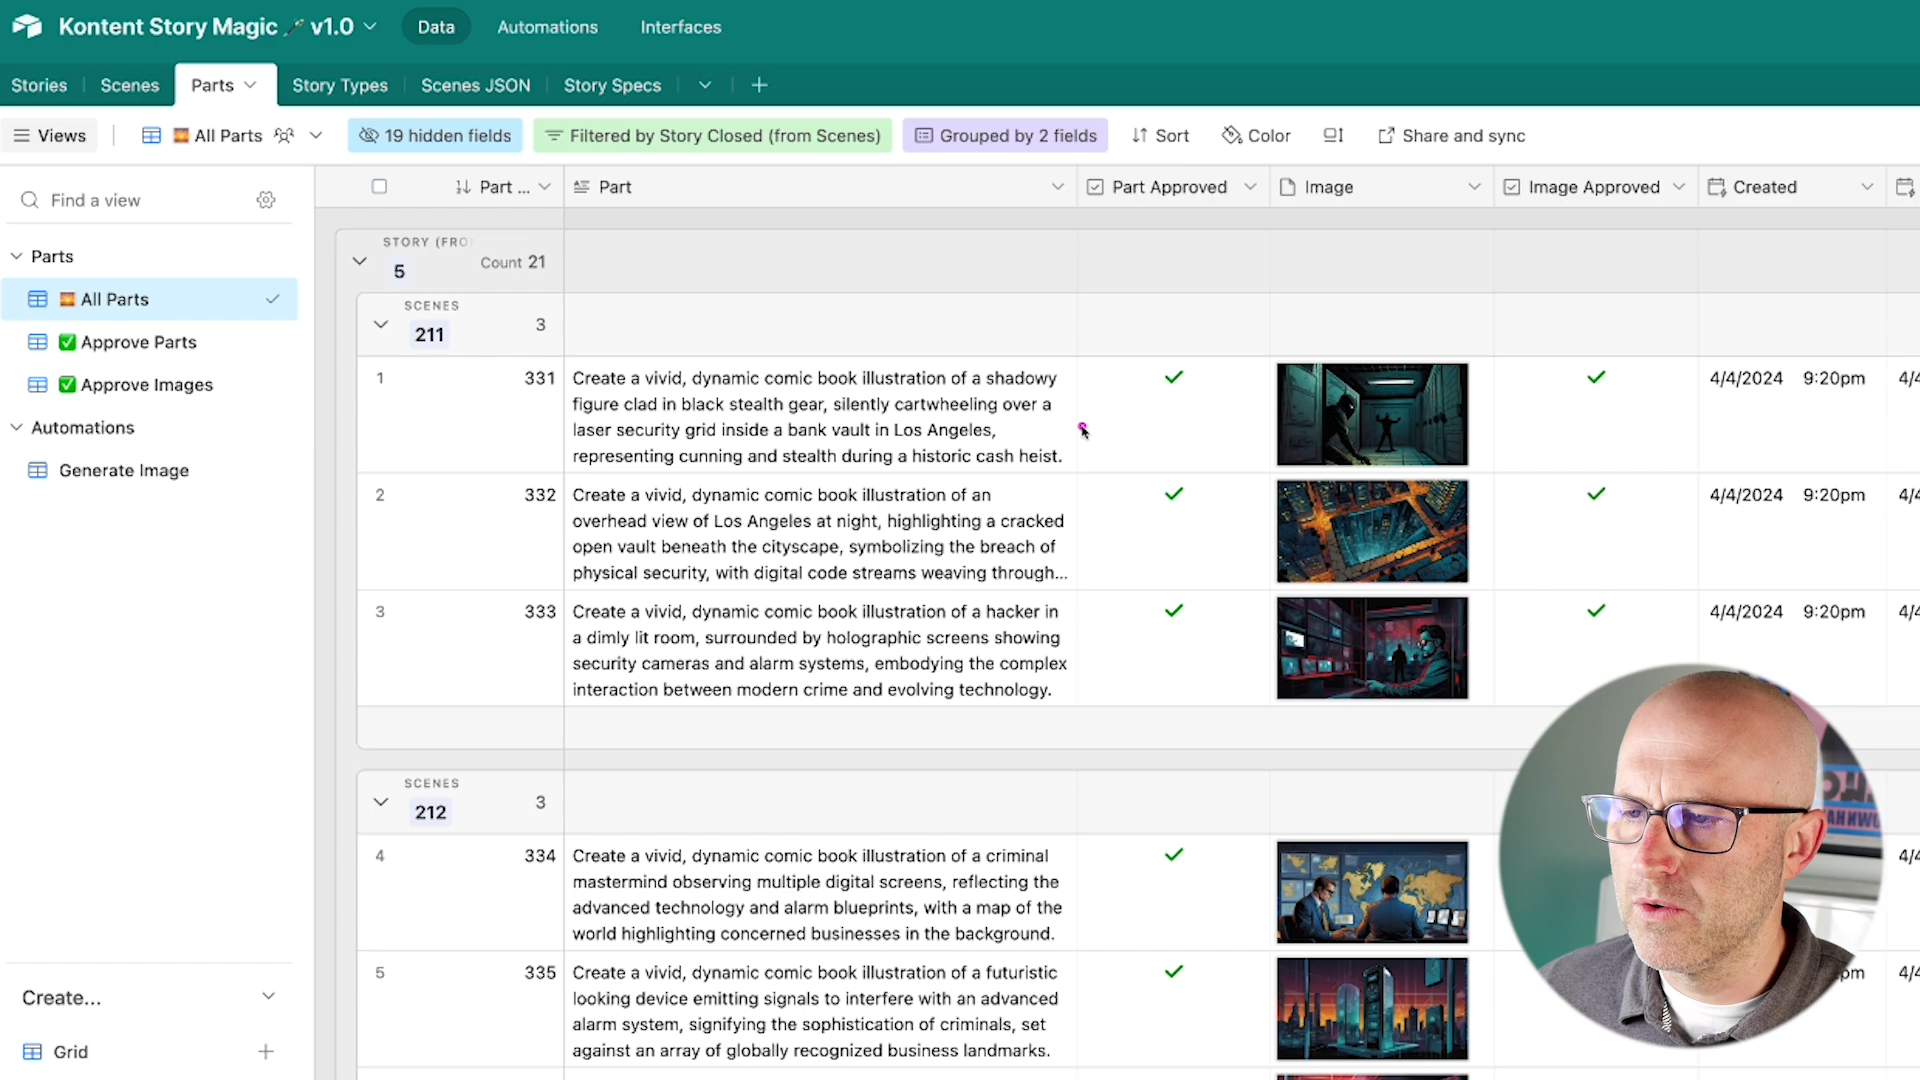 Kontent Story Magic 🪄 v1.0
Data
Automations
Interfaces
Stories
Scenes
Parts
Story Types
Scenes JSON
Story Specs
Views
🌅 All Parts
19 hidden fields
Filtered by Story Closed (from Scenes)
Grouped by 2 fields
Sort
Color
Share and sync
Find a view
Parts
🌅 All Parts
✅ Approve Parts
✅ Approve Images
Automations
Generate Image
Create...
Grid
Part ...
Part
Part Approved
Image
Image Approved
Created
STORY (FRO
5
Count 21
SCENES
211
3
1
331
Create a vivid, dynamic comic book illustration of a shadowy
figure clad in black stealth gear, silently cartwheeling over a
laser security grid inside a bank vault in Los Angeles,
representing cunning and stealth during a historic cash heist.
4/4/2024 9:20pm
4/4
2
332
Create a vivid, dynamic comic book illustration of an
overhead view of Los Angeles at night, highlighting a cracked
open vault beneath the cityscape, symbolizing the breach of
physical security, with digital code streams weaving through...
4/4/2024 9:20pm
4/4
3
333
Create a vivid, dynamic comic book illustration of a hacker in
a dimly lit room, surrounded by holographic screens showing
security cameras and alarm systems, embodying the complex
interaction between modern crime and evolving technology.
4/4/2024 9:20pm
4/4
SCENES
212
3
4
334
Create a vivid, dynamic comic book illustration of a criminal
mastermind observing multiple digital screens, reflecting the
advanced technology and alarm blueprints, with a map of the
world highlighting concerned businesses in the background.
4/4
5
335
Create a vivid, dynamic comic book illustration of a futuristic
looking device emitting signals to interfere with an advanced
alarm system, signifying the sophistication of criminals, set
against an array of globally recognized business landmarks.
pm
4/4